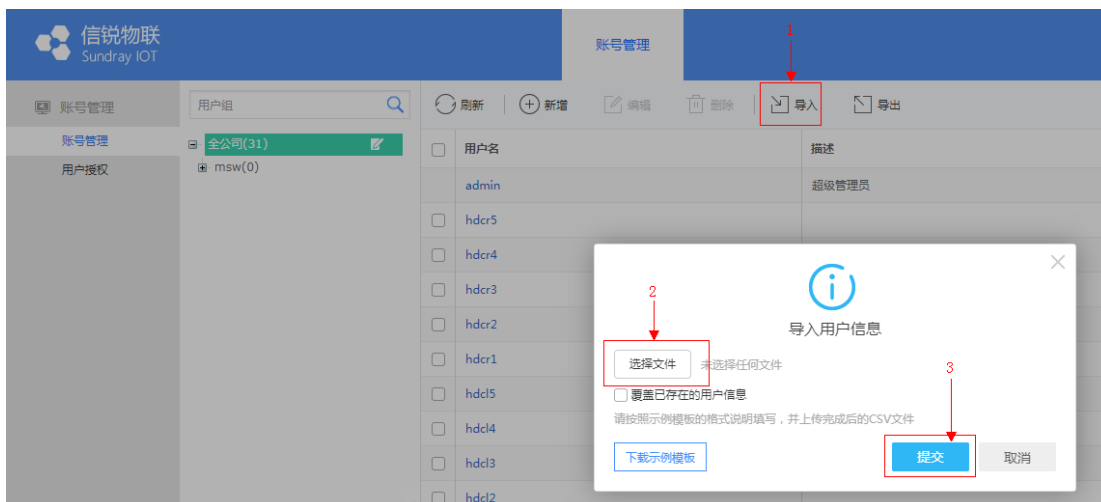 信锐物联
Sundray IOT
账号管理
1
账号管理
账号管理
用户授权
用户组
全公司(31)
msw(0)
刷新 新增 编辑 删除 导入 导出
用户名 描述
admin 超级管理员
hdcr5
hdcr4
hdcr3
hdcr2
hdcr1
hdcl5
hdcl4
hdcl3
hdcl2
导入用户信息
2
选择文件 未选择任何文件
覆盖已存在的用户信息
请按照示例模板的格式说明填写，并上传完成后的CSV文件
3
下载示例模板 提交 取消